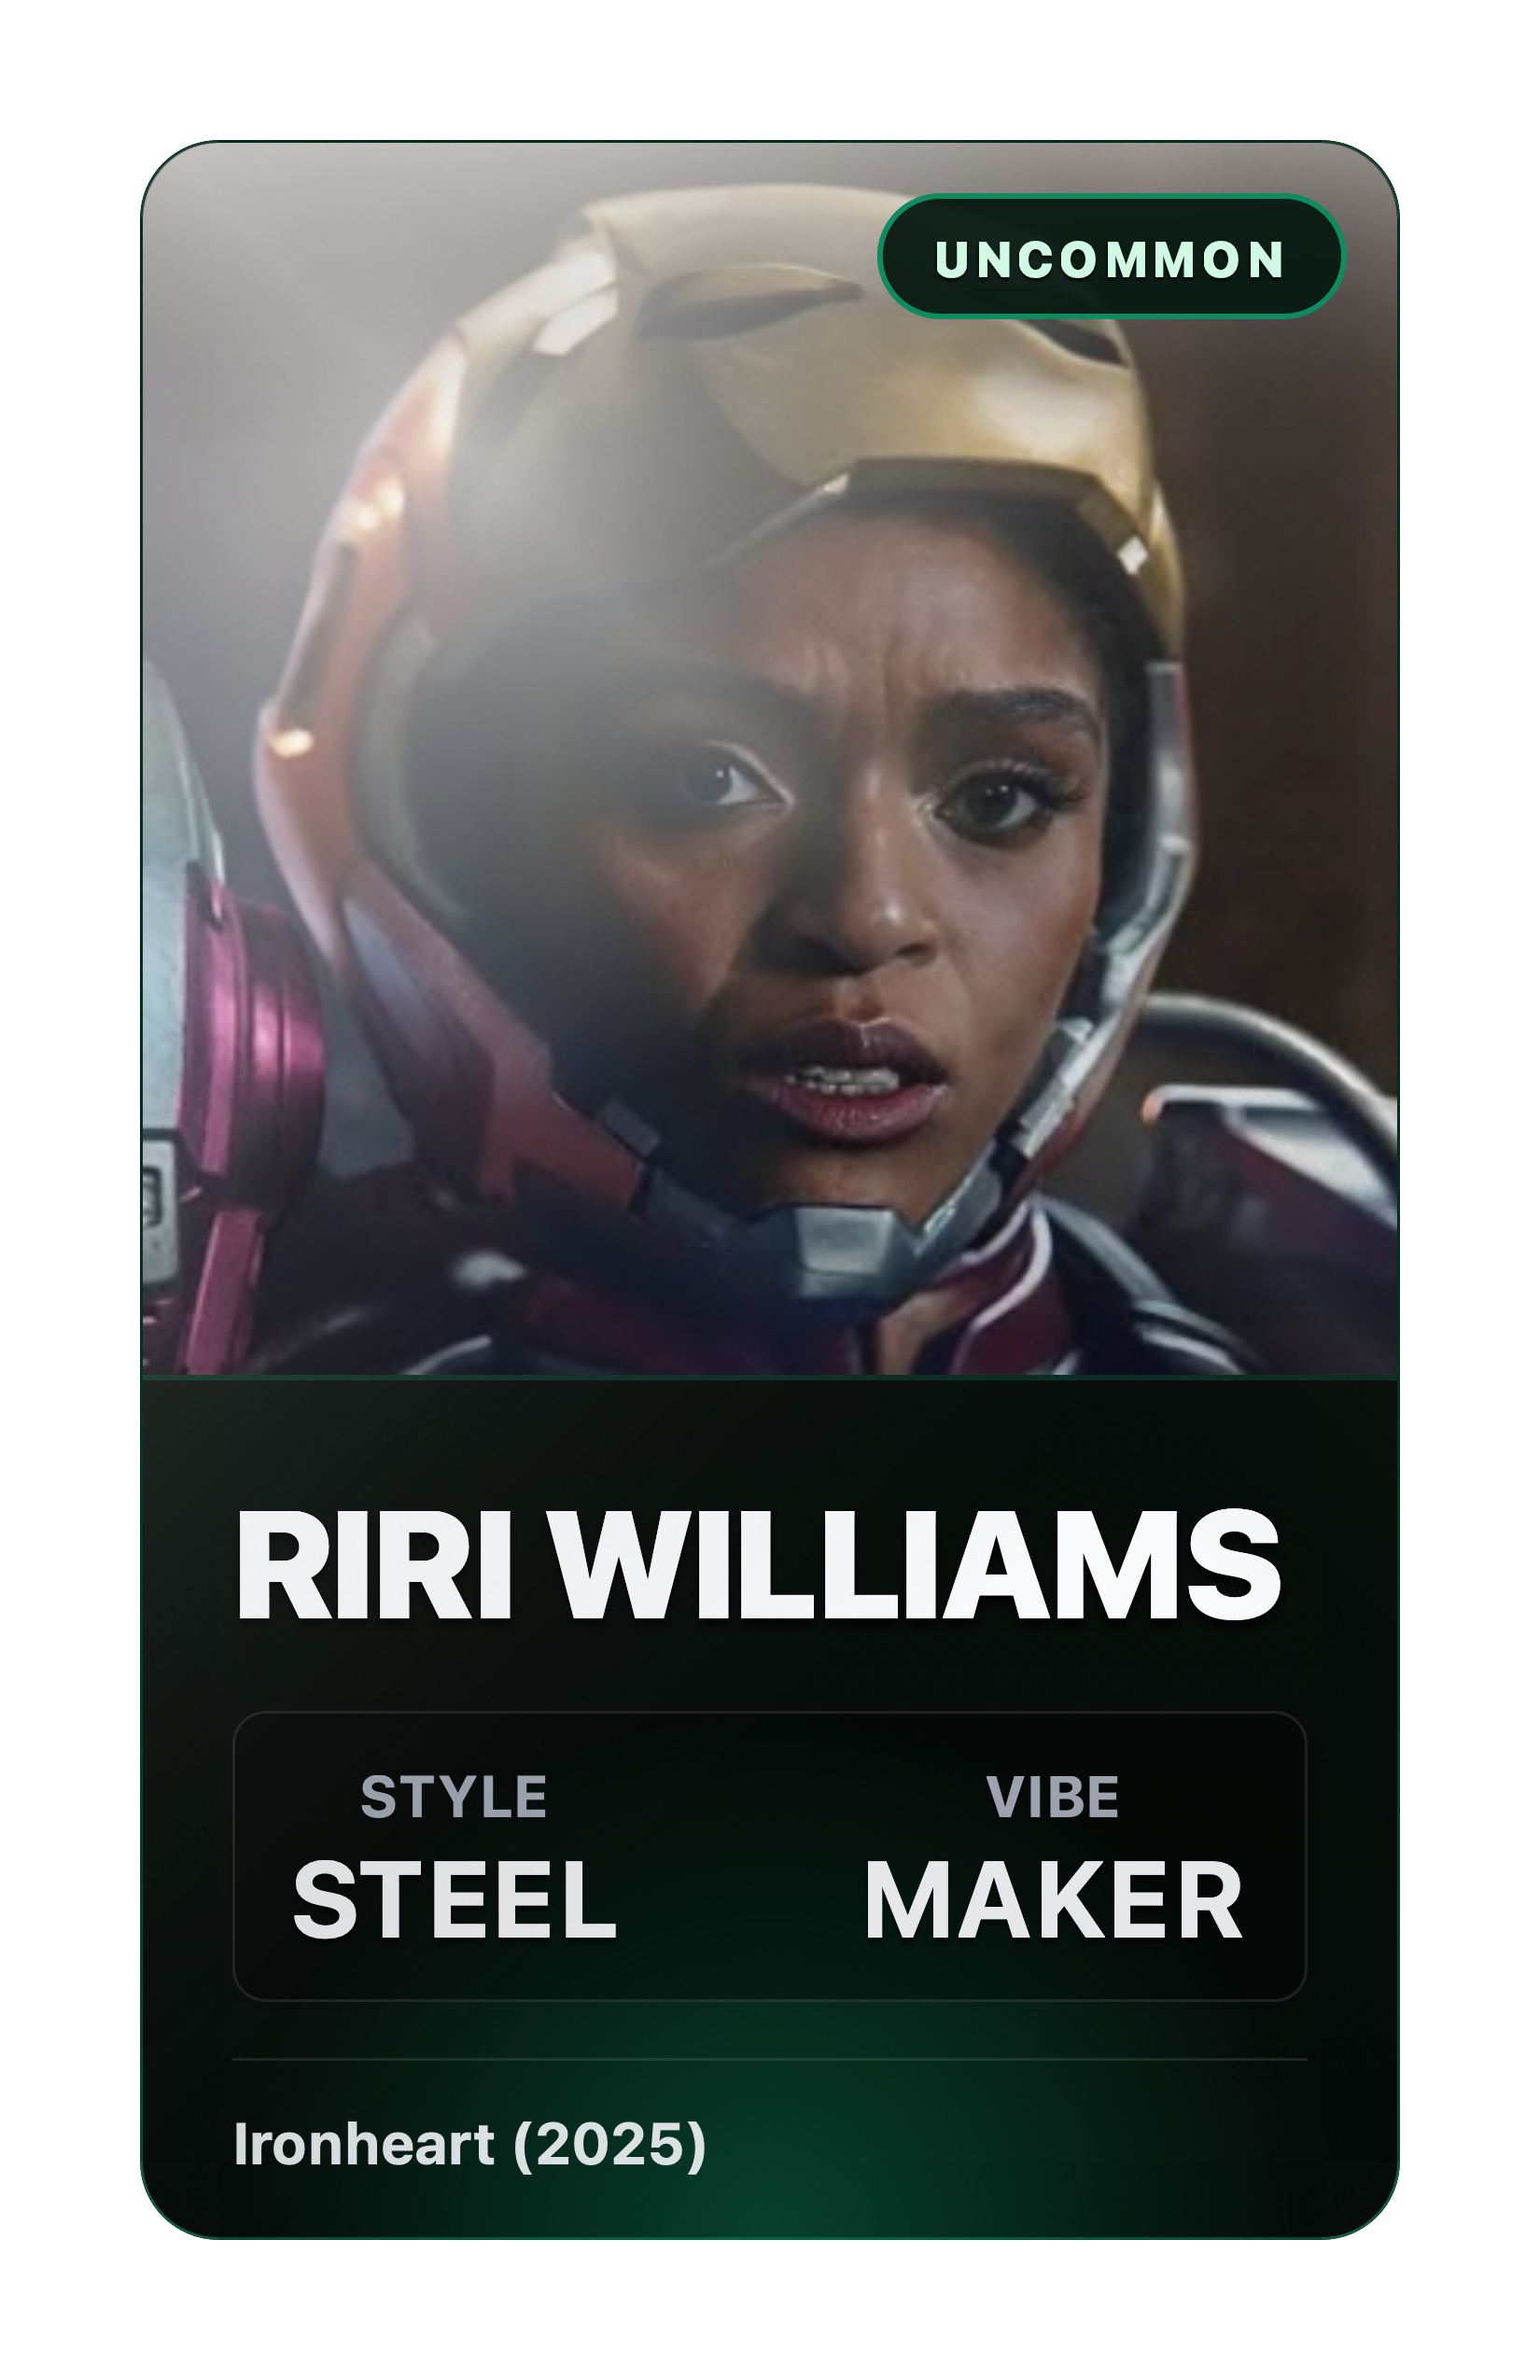 UNCOMMON
RIRI WILLIAMS
STYLE VIBE
STEEL MAKER
Ironheart (2025)